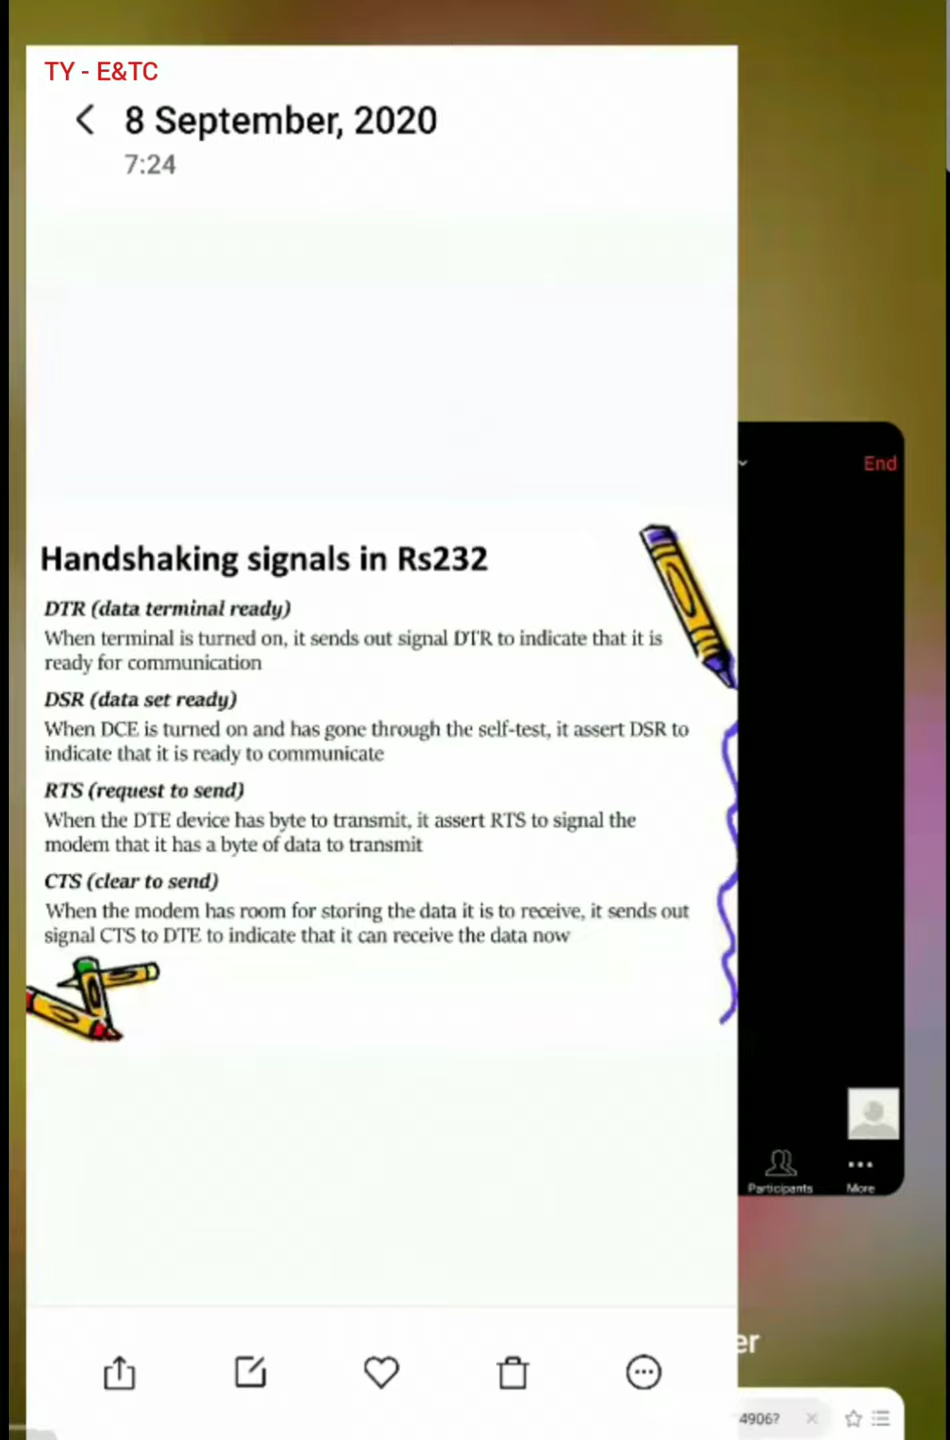 TY - E&TC
8 September, 2020
7:24
End
Handshaking signals in Rs232
DTR (data terminal ready)
When terminal is turned on, it sends out signal DTR to indicate that it is
ready for communication
DSR (data set ready)
When DCE is turned on and has gone through the self-test, it assert DSR to
indicate that it is ready to communicate
RTS (request to send)
When the DTE device has byte to transmit, it assert RTS to signal the
modem that it has a byte of data to transmit
CTS (clear to send)
When the modem has room for storing the data it is to receive, it sends out
signal CTS to DTE to indicate that it can receive the data now
Participants
More
er
4906?